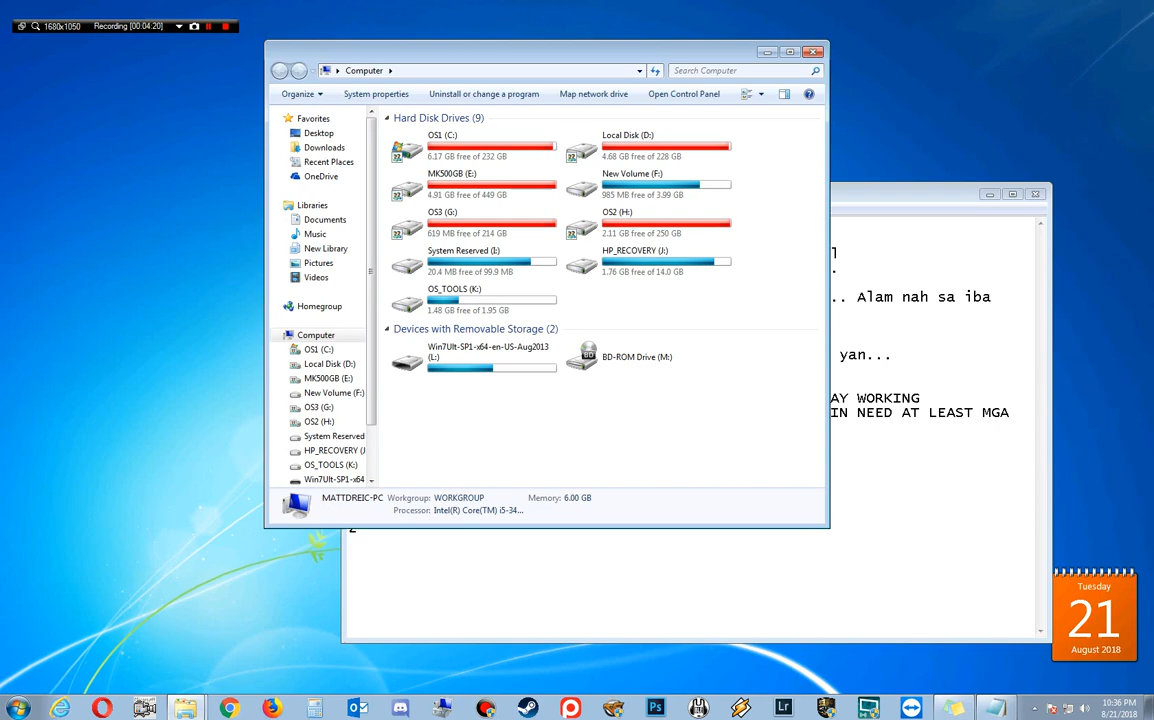 1680x1050 Recording [00:04:20]
Computer
Search Computer
Organize System properties Uninstall or change a program Map network drive Open Control Panel
Favorites
Desktop
Downloads
Recent Places
OneDrive
Libraries
Documents
Music
New Library
Pictures
Videos
Homegroup
Computer
OS1 (C:)
Local Disk (D:)
MK500GB (E:)
New Volume (F:)
OS3 (G:)
OS2 (H:)
System Reserved
HP_RECOVERY (J
OS_TOOLS (K:)
Win7Ult-SP1-x64
Hard Disk Drives (9)
OS1 (C:)
6.17 GB free of 232 GB
Local Disk (D:)
4.68 GB free of 228 GB
MK500GB (E:)
4.91 GB free of 449 GB
New Volume (F:)
985 MB free of 3.99 GB
OS3 (G:)
619 MB free of 214 GB
OS2 (H:)
2.11 GB free of 250 GB
System Reserved (I:)
20.4 MB free of 99.9 MB
HP_RECOVERY (J:)
1.76 GB free of 14.0 GB
OS_TOOLS (K:)
1.48 GB free of 1.95 GB
Devices with Removable Storage (2)
Win7Ult-SP1-x64-en-US-Aug2013
(L:)
BD-ROM Drive (M:)
BD
MATTDREIC-PC Workgroup: WORKGROUP Memory: 6.00 GB
Processor: Intel(R) Core(TM) i5-34...
.. Alam nah sa iba
yan...
AY WORKING
IN NEED AT LEAST MGA
Tuesday
21
August 2018
Ps
Lr
10:36 PM
8/21/2018